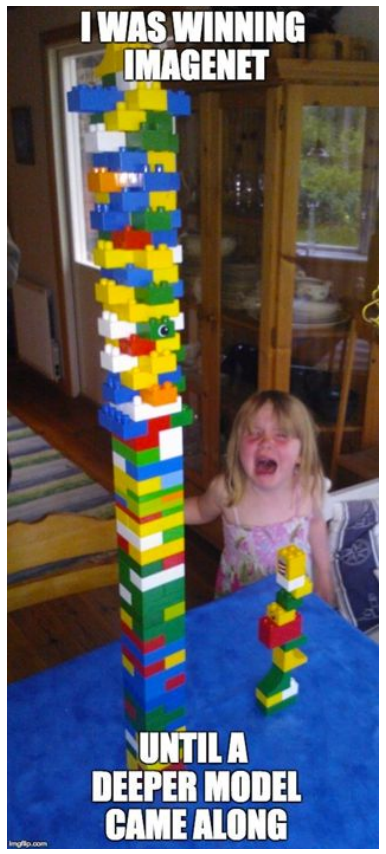 I WAS WINNING
IMAGENET
UNTIL A
DEEPER MODEL
CAME ALONG
imgflip.com